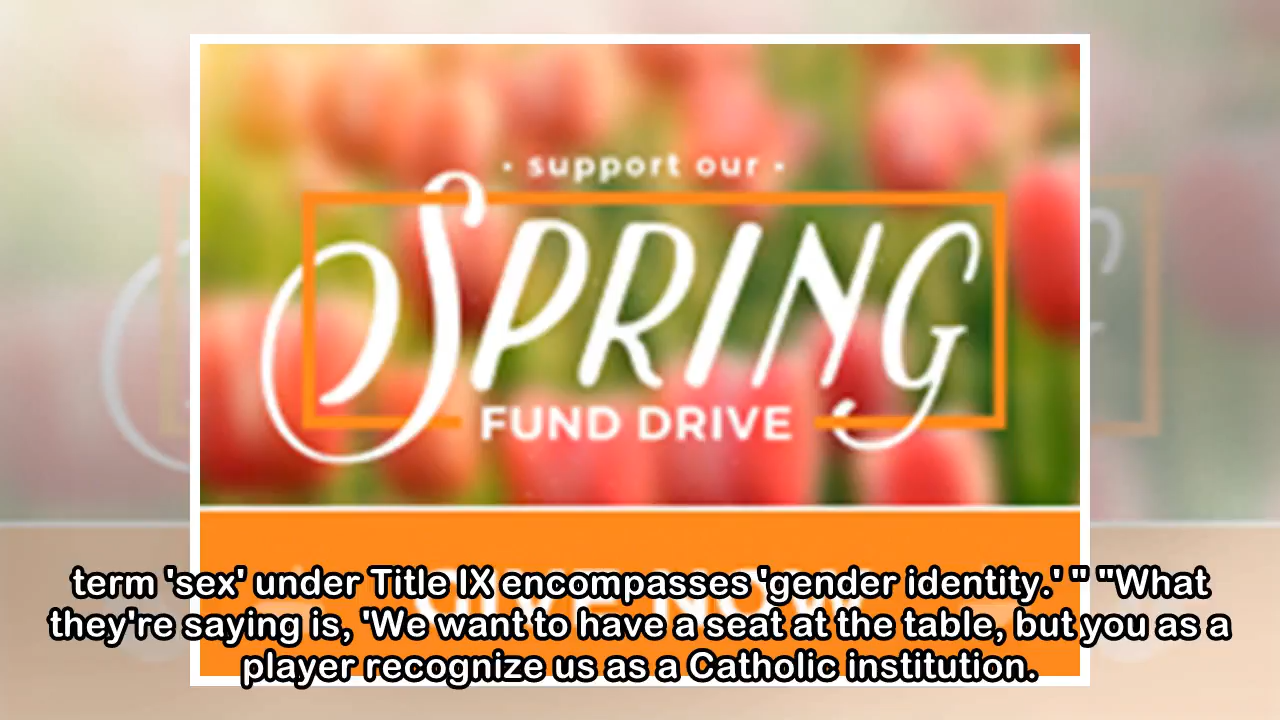 • support our •
SPRING
FUND DRIVE
term 'sex' under Title IX encompasses 'gender identity.' " "What
they're saying is, 'We want to have a seat at the table, but you as a
player recognize us as a Catholic institution.